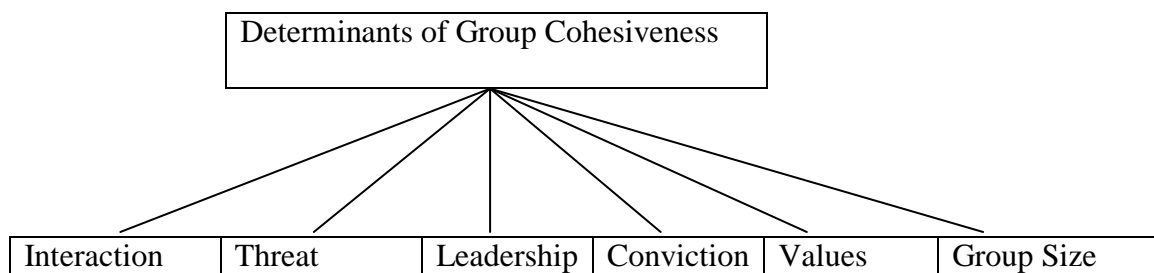 Determinants of Group Cohesiveness
Interaction Threat Leadership Conviction Values Group Size